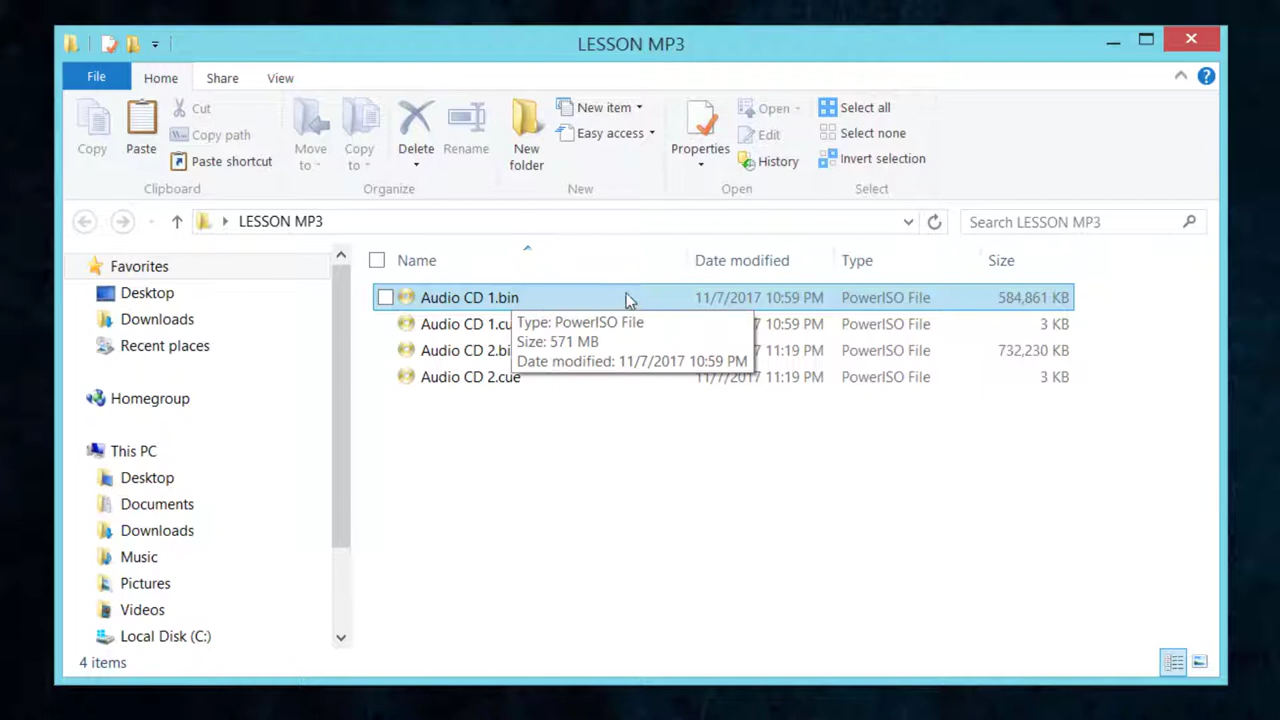 LESSON MP3
File Home Share View
Copy
Paste
Cut
Copy path
Paste shortcut
Clipboard
Move to
Copy to
Delete
Rename
Organize
New folder
New item
Easy access
New
Properties
Open
Edit
History
Open
Select all
Select none
Invert selection
Select
LESSON MP3
Search LESSON MP3
Favorites
Desktop
Downloads
Recent places
Homegroup
This PC
Desktop
Documents
Downloads
Music
Pictures
Videos
Local Disk (C:)
Name Date modified Type Size
Audio CD 1.bin 11/7/2017 10:59 PM PowerISO File 584,861 KB
Audio CD 1.cu 10:59 PM PowerISO File 3 KB
Audio CD 2.bi 11:19 PM PowerISO File 732,230 KB
Audio CD 2.cue 11/7/2017 11:19 PM PowerISO File 3 KB
Type: PowerISO File
Size: 571 MB
Date modified: 11/7/2017 10:59 PM
4 items